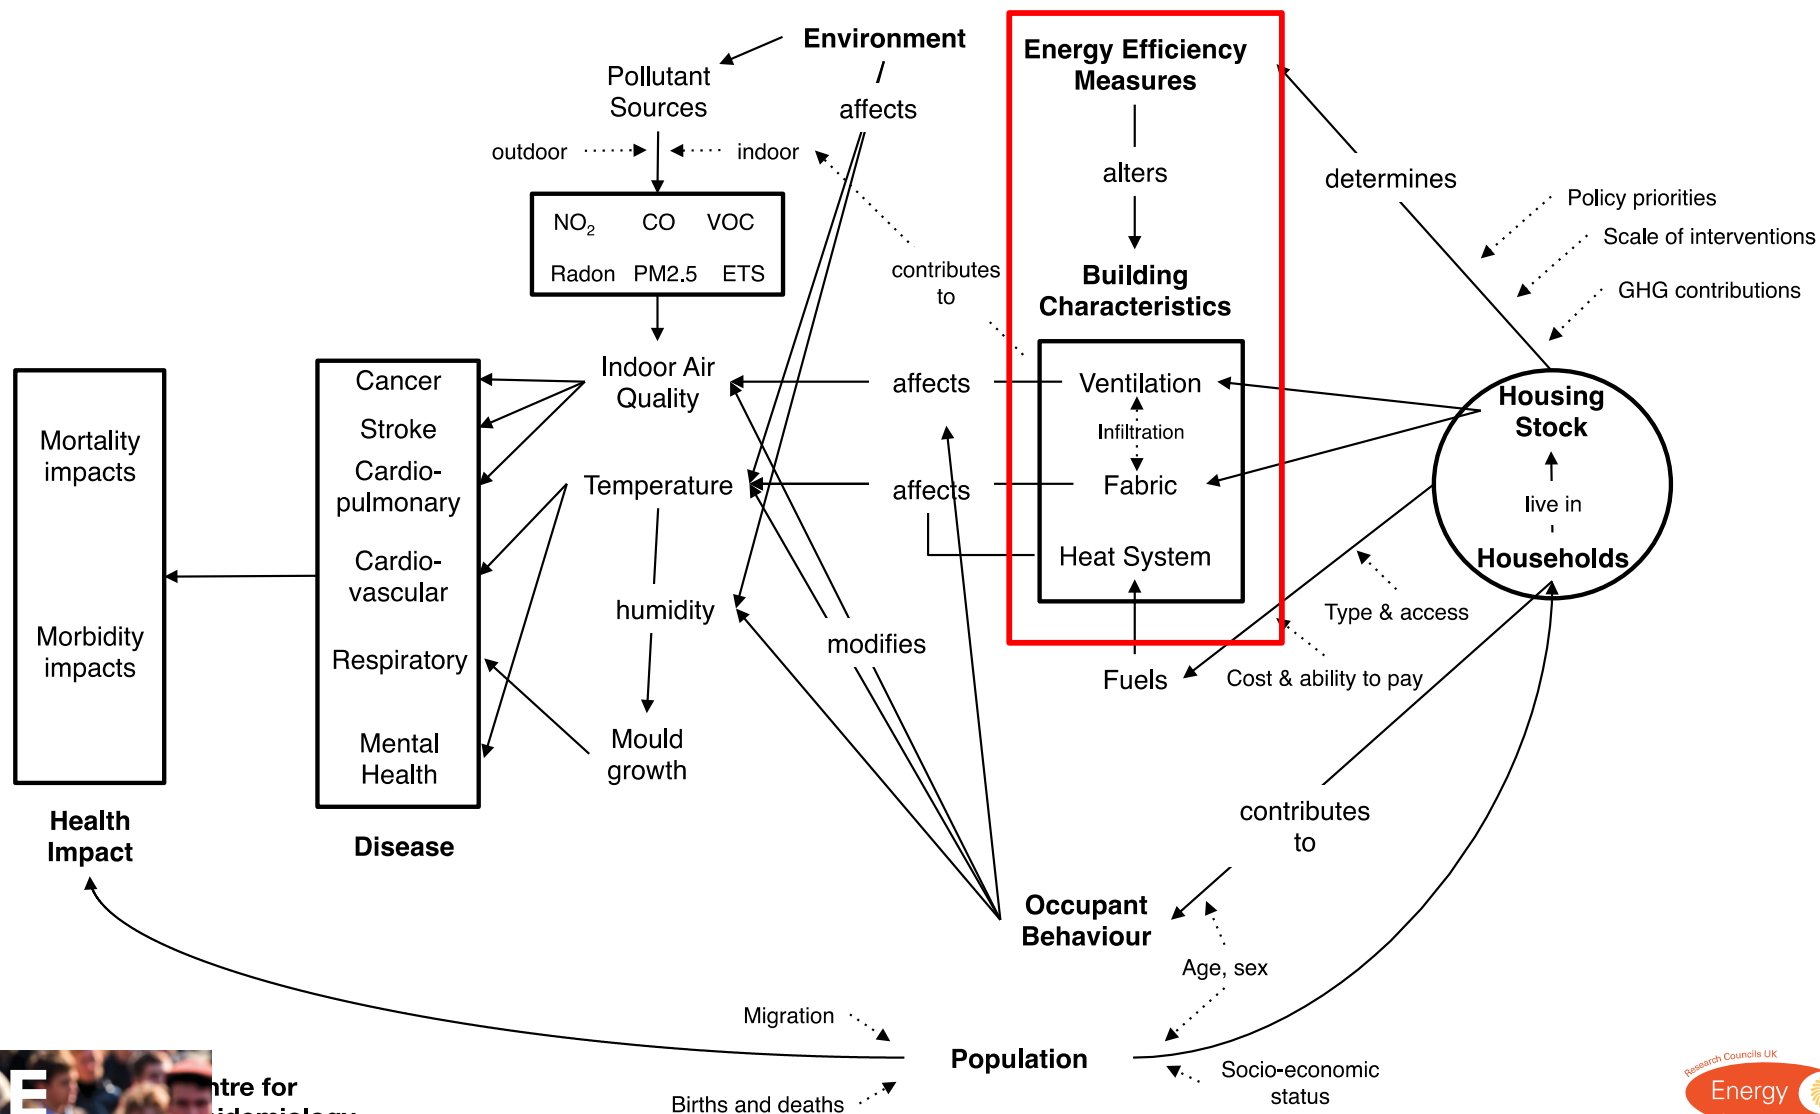 Environment
Energy Efficiency
Measures
Pollutant
Sources
affects
outdoor
indoor
alters
determines
Policy priorities
Scale of interventions
GHG contributions
NO₂ CO VOC
Radon PM2.5 ETS
contributes
to
Building
Characteristics
Indoor Air
Quality
affects
Ventilation
Infiltration
Fabric
Heat System
Temperature
affects
Housing
Stock
live in
Households
Cancer
Stroke
Cardio-
pulmonary
Cardio-
vascular
Respiratory
Mental
Health
Mortality
impacts
Morbidity
impacts
humidity
modifies
Type & access
Fuels
Cost & ability to pay
Mould
growth
Health
Impact
Disease
contributes
to
Occupant
Behaviour
Age, sex
Migration
Population
Socio-economic
status
Births and deaths
E
ntre for
Research Councils UK
Energy